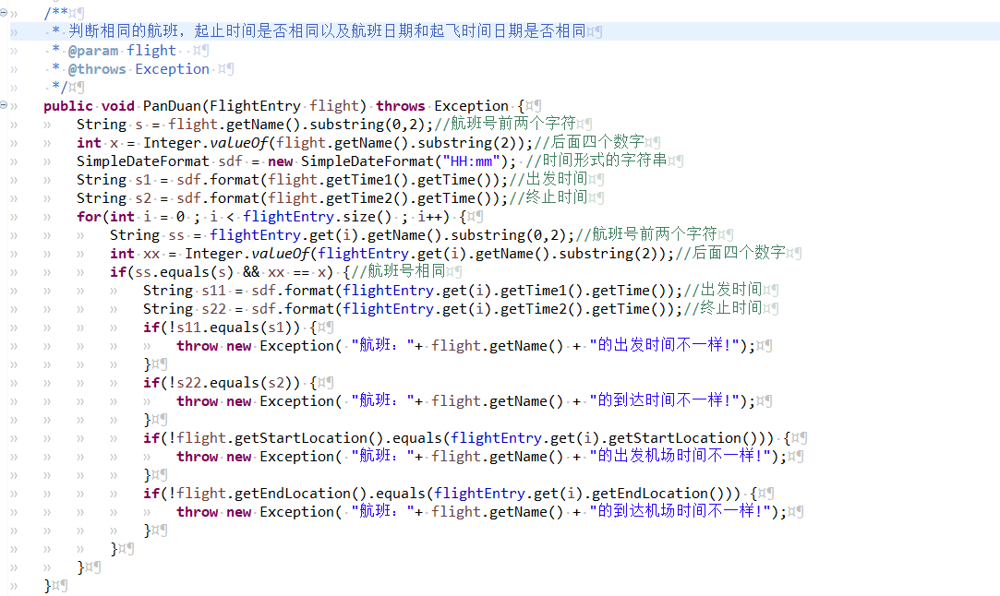 /**
 * 判断相同的航班，起止时间是否相同以及航班日期和起飞时间日期是否相同
 * @param flight
 * @throws Exception
 */
public void PanDuan(FlightEntry flight) throws Exception {
    String s = flight.getName().substring(0,2);//航班号前两个字符
    int x = Integer.valueOf(flight.getName().substring(2));//后面四个数字
    SimpleDateFormat sdf = new SimpleDateFormat("HH:mm"); //时间形式的字符串
    String s1 = sdf.format(flight.getTime1().getTime());//出发时间
    String s2 = sdf.format(flight.getTime2().getTime());//终止时间
    for(int i = 0 ; i < flightEntry.size() ; i++) {
        String ss = flightEntry.get(i).getName().substring(0,2);//航班号前两个字符
        int xx = Integer.valueOf(flightEntry.get(i).getName().substring(2));//后面四个数字
        if(ss.equals(s) && xx == x) {//航班号相同
            String s11 = sdf.format(flightEntry.get(i).getTime1().getTime());//出发时间
            String s22 = sdf.format(flightEntry.get(i).getTime2().getTime());//终止时间
            if(!s11.equals(s1)) {
                throw new Exception( "航班："+ flight.getName() + "的出发时间不一样!");
            }
            if(!s22.equals(s2)) {
                throw new Exception( "航班："+ flight.getName() + "的到达时间不一样!");
            }
            if(!flight.getStartLocation().equals(flightEntry.get(i).getStartLocation())) {
                throw new Exception( "航班："+ flight.getName() + "的出发机场时间不一样!");
            }
            if(!flight.getEndLocation().equals(flightEntry.get(i).getEndLocation())) {
                throw new Exception( "航班："+ flight.getName() + "的到达机场时间不一样!");
            }
        }
    }
}